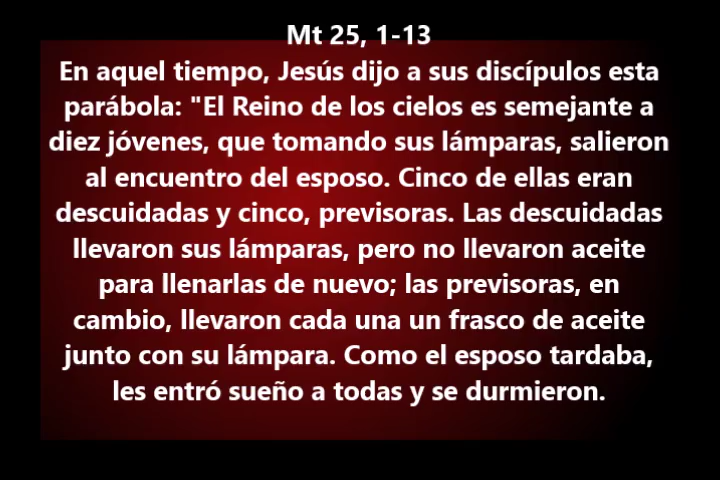 Mt 25, 1-13
En aquel tiempo, Jesús dijo a sus discípulos esta
parábola: "El Reino de los cielos es semejante a
diez jóvenes, que tomando sus lámparas, salieron
al encuentro del esposo. Cinco de ellas eran
descuidadas y cinco, previsoras. Las descuidadas
llevaron sus lámparas, pero no llevaron aceite
para llenarlas de nuevo; las previsoras, en
cambio, llevaron cada una un frasco de aceite
junto con su lámpara. Como el esposo tardaba,
les entró sueño a todas y se durmieron.